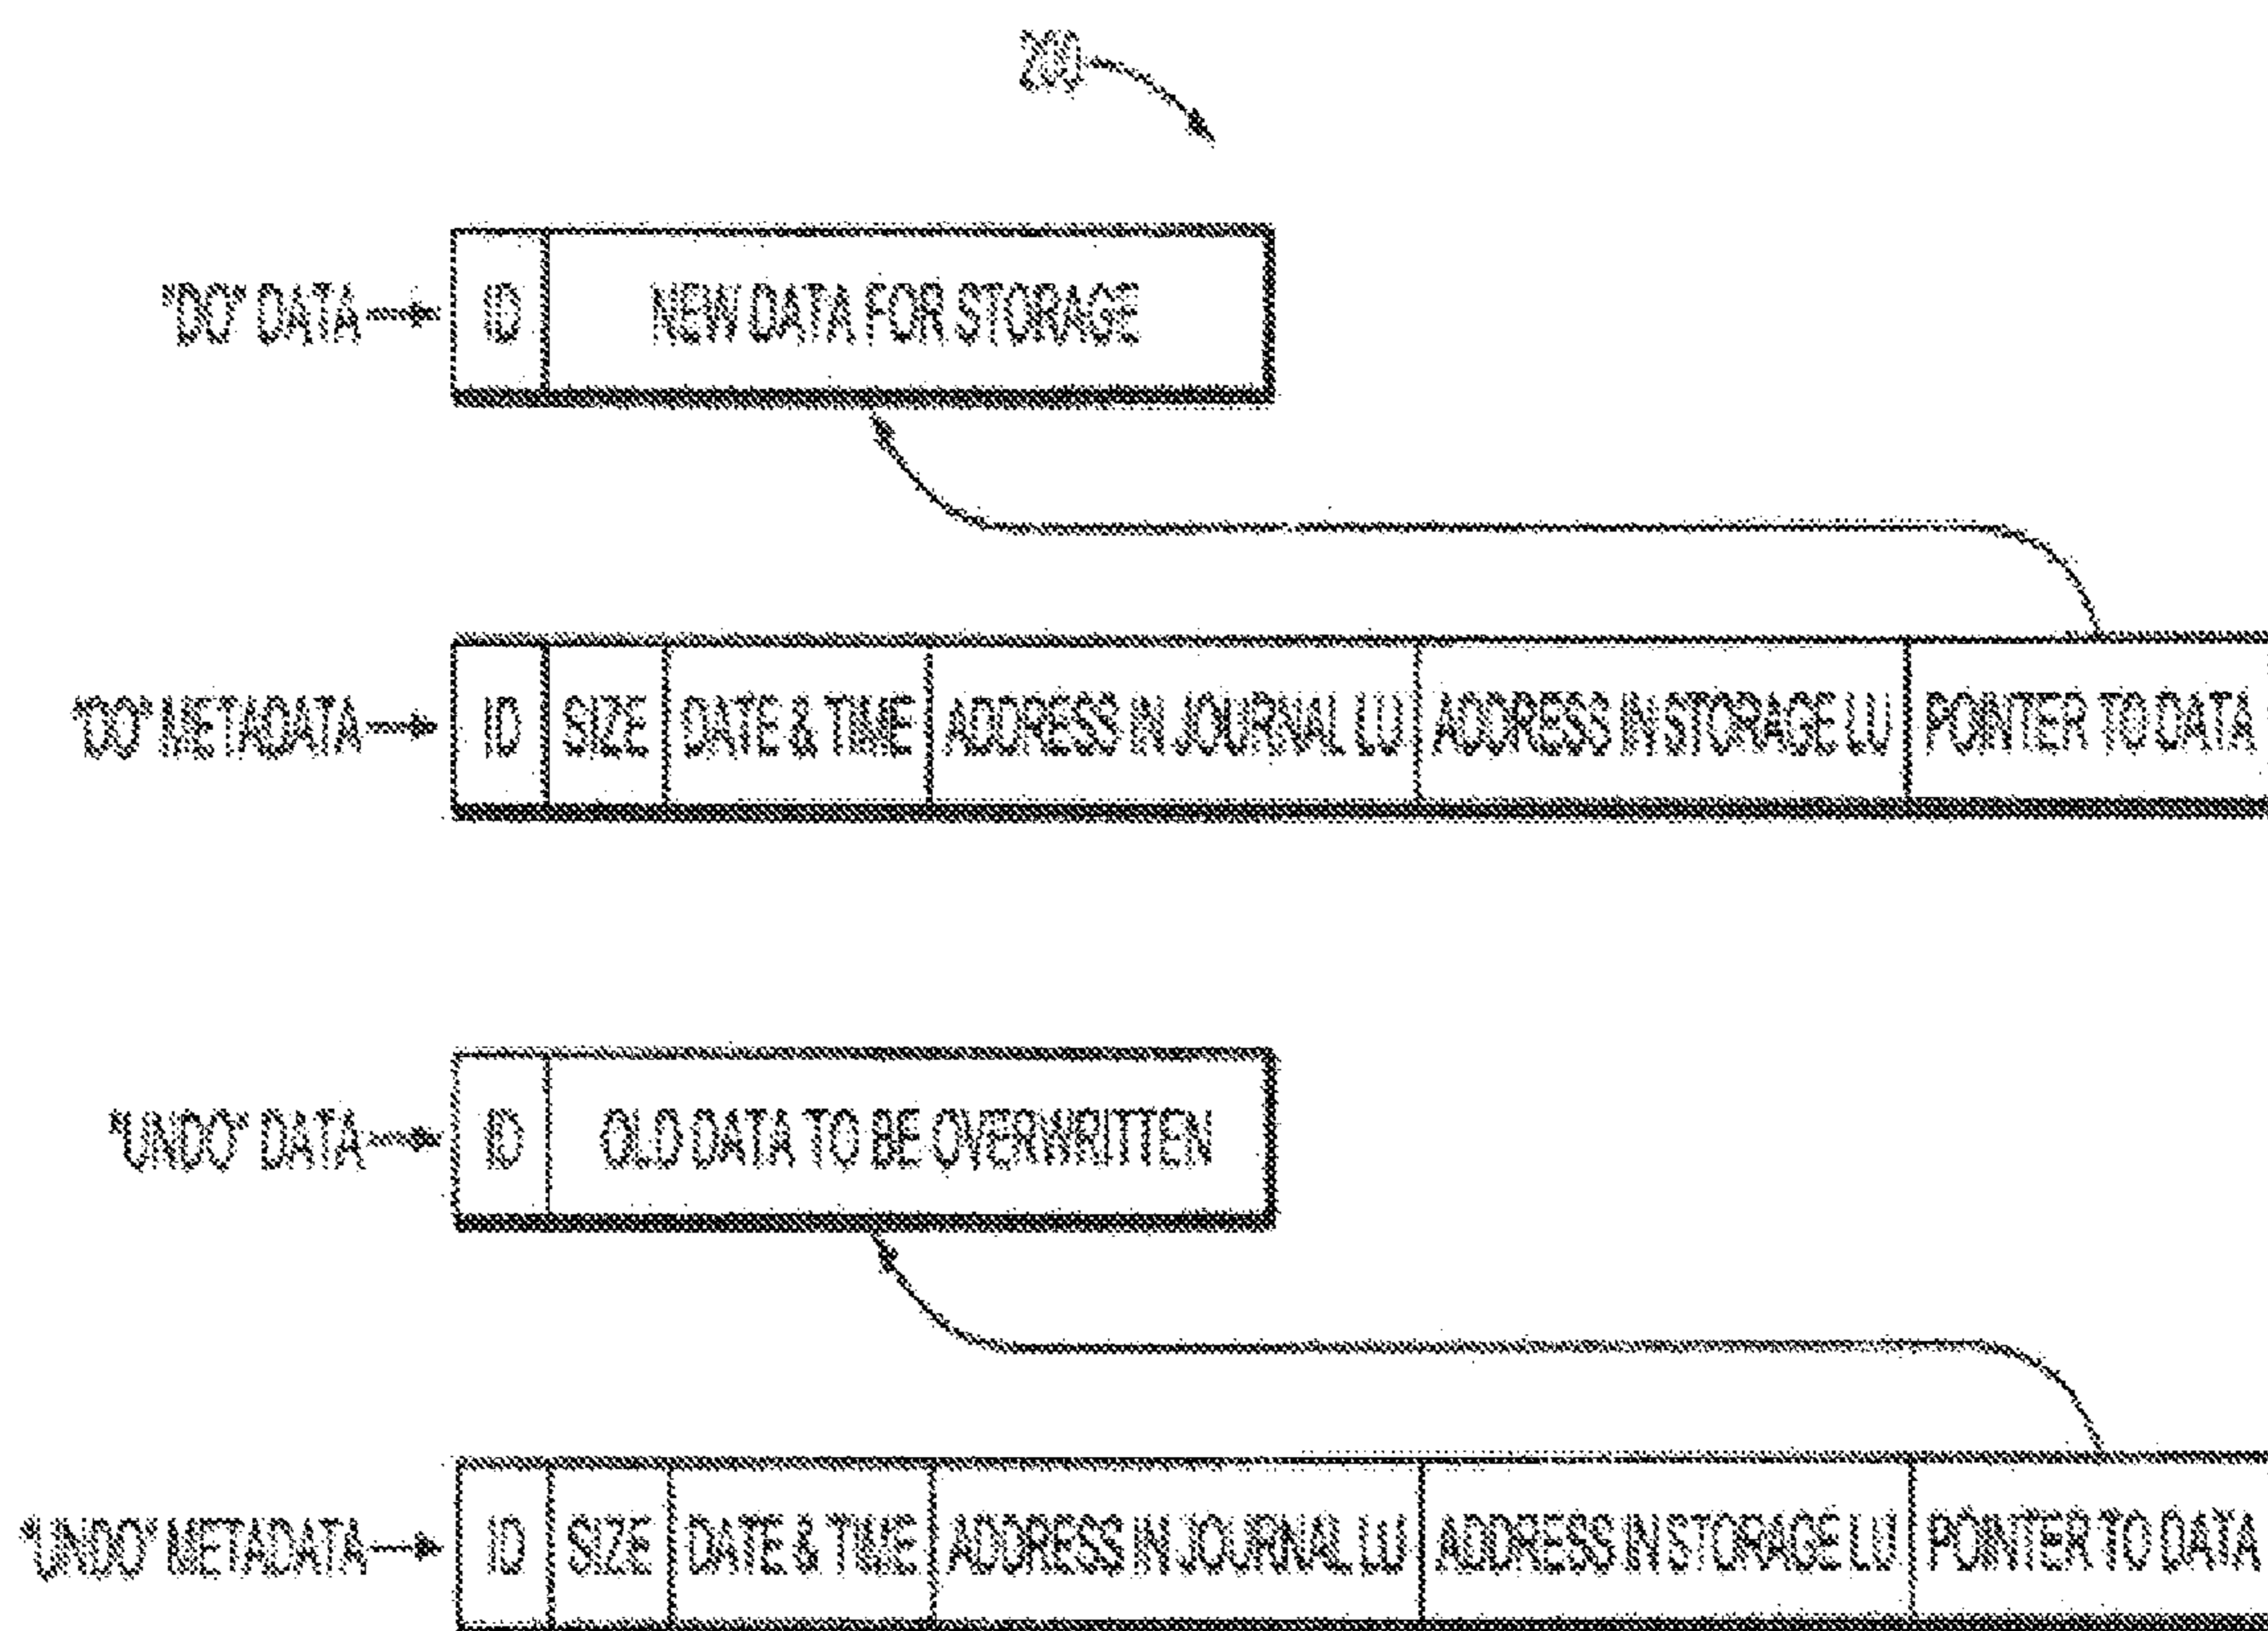 200
"DO" DATA ID NEW DATA FOR STORAGE
"DO" METADATA ID SIZE DATE & TIME ADDRESS IN JOURNAL LU ADDRESS IN STORAGE LU POINTER TO DATA
"UNDO" DATA ID OLD DATA TO BE OVERWRITTEN
"UNDO" METADATA ID SIZE DATE & TIME ADDRESS IN JOURNAL LU ADDRESS IN STORAGE LU POINTER TO DATA